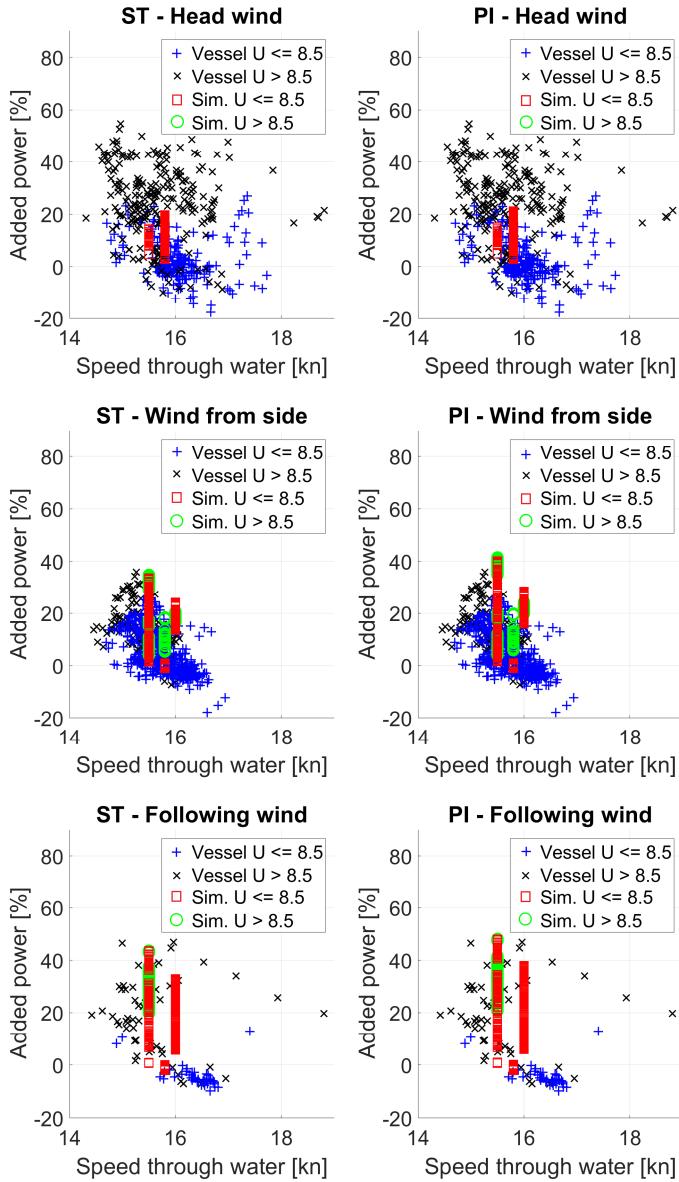 ST - Head wind
Added power [%]
80
60
40
20
0
-20
14
16
18
Speed through water [kn]
Vessel U <= 8.5
Vessel U > 8.5
Sim. U <= 8.5
Sim. U > 8.5
PI - Head wind
Added power [%]
80
60
40
20
0
-20
14
16
18
Speed through water [kn]
Vessel U <= 8.5
Vessel U > 8.5
Sim. U <= 8.5
Sim. U > 8.5
ST - Wind from side
Added power [%]
80
60
40
20
0
-20
14
16
18
Speed through water [kn]
Vessel U <= 8.5
Vessel U > 8.5
Sim. U <= 8.5
Sim. U > 8.5
PI - Wind from side
Added power [%]
80
60
40
20
0
-20
14
16
18
Speed through water [kn]
Vessel U <= 8.5
Vessel U > 8.5
Sim. U <= 8.5
Sim. U > 8.5
ST - Following wind
Added power [%]
80
60
40
20
0
-20
14
16
18
Speed through water [kn]
Vessel U <= 8.5
Vessel U > 8.5
Sim. U <= 8.5
Sim. U > 8.5
PI - Following wind
Added power [%]
80
60
40
20
0
-20
14
16
18
Speed through water [kn]
Vessel U <= 8.5
Vessel U > 8.5
Sim. U <= 8.5
Sim. U > 8.5